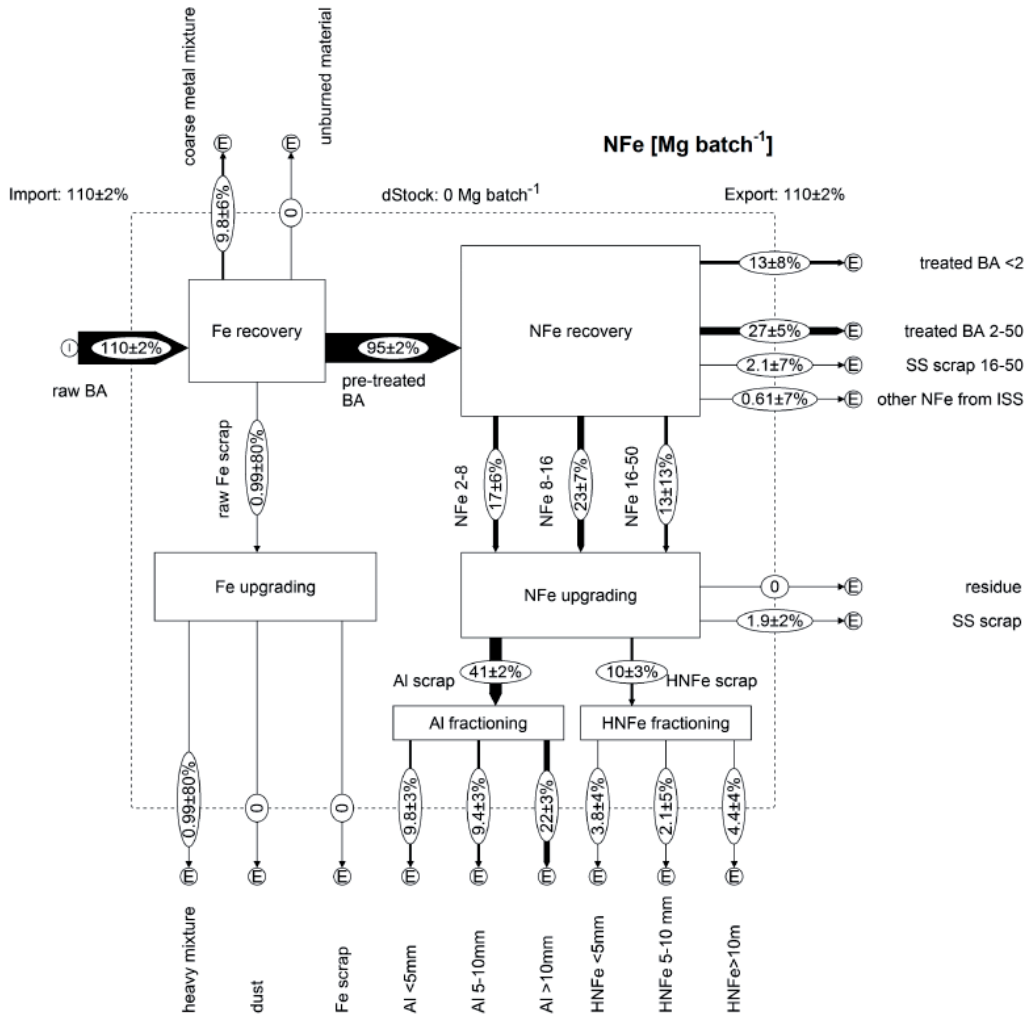 coarse metal mixture
unburned material
NFe [Mg batch⁻¹]
Import: 110±2%
dStock: 0 Mg batch⁻¹
Export: 110±2%
E
E
9.8±6%
0
Fe recovery
NFe recovery
13±8%
E
treated BA <2
I
110±2%
95±2%
27±5%
E
treated BA 2-50
raw BA
pre-treated
BA
2.1±7%
E
SS scrap 16-50
0.61±7%
E
other NFe from ISS
raw Fe scrap
0.99±80%
NFe 2-8
17±6%
NFe 8-16
23±7%
NFe 16-50
13±13%
Fe upgrading
NFe upgrading
0
E
residue
1.9±2%
E
SS scrap
Al scrap
41±2%
10±3%
HNFe scrap
Al fractioning
HNFe fractioning
0.99±80%
0
0
9.8±3%
9.4±3%
22±3%
3.8±4%
2.1±5%
4.4±4%
E
E
E
E
E
E
E
E
E
heavy mixture
dust
Fe scrap
Al <5mm
Al 5-10mm
Al >10mm
HNFe <5mm
HNFe 5-10 mm
HNFe>10m